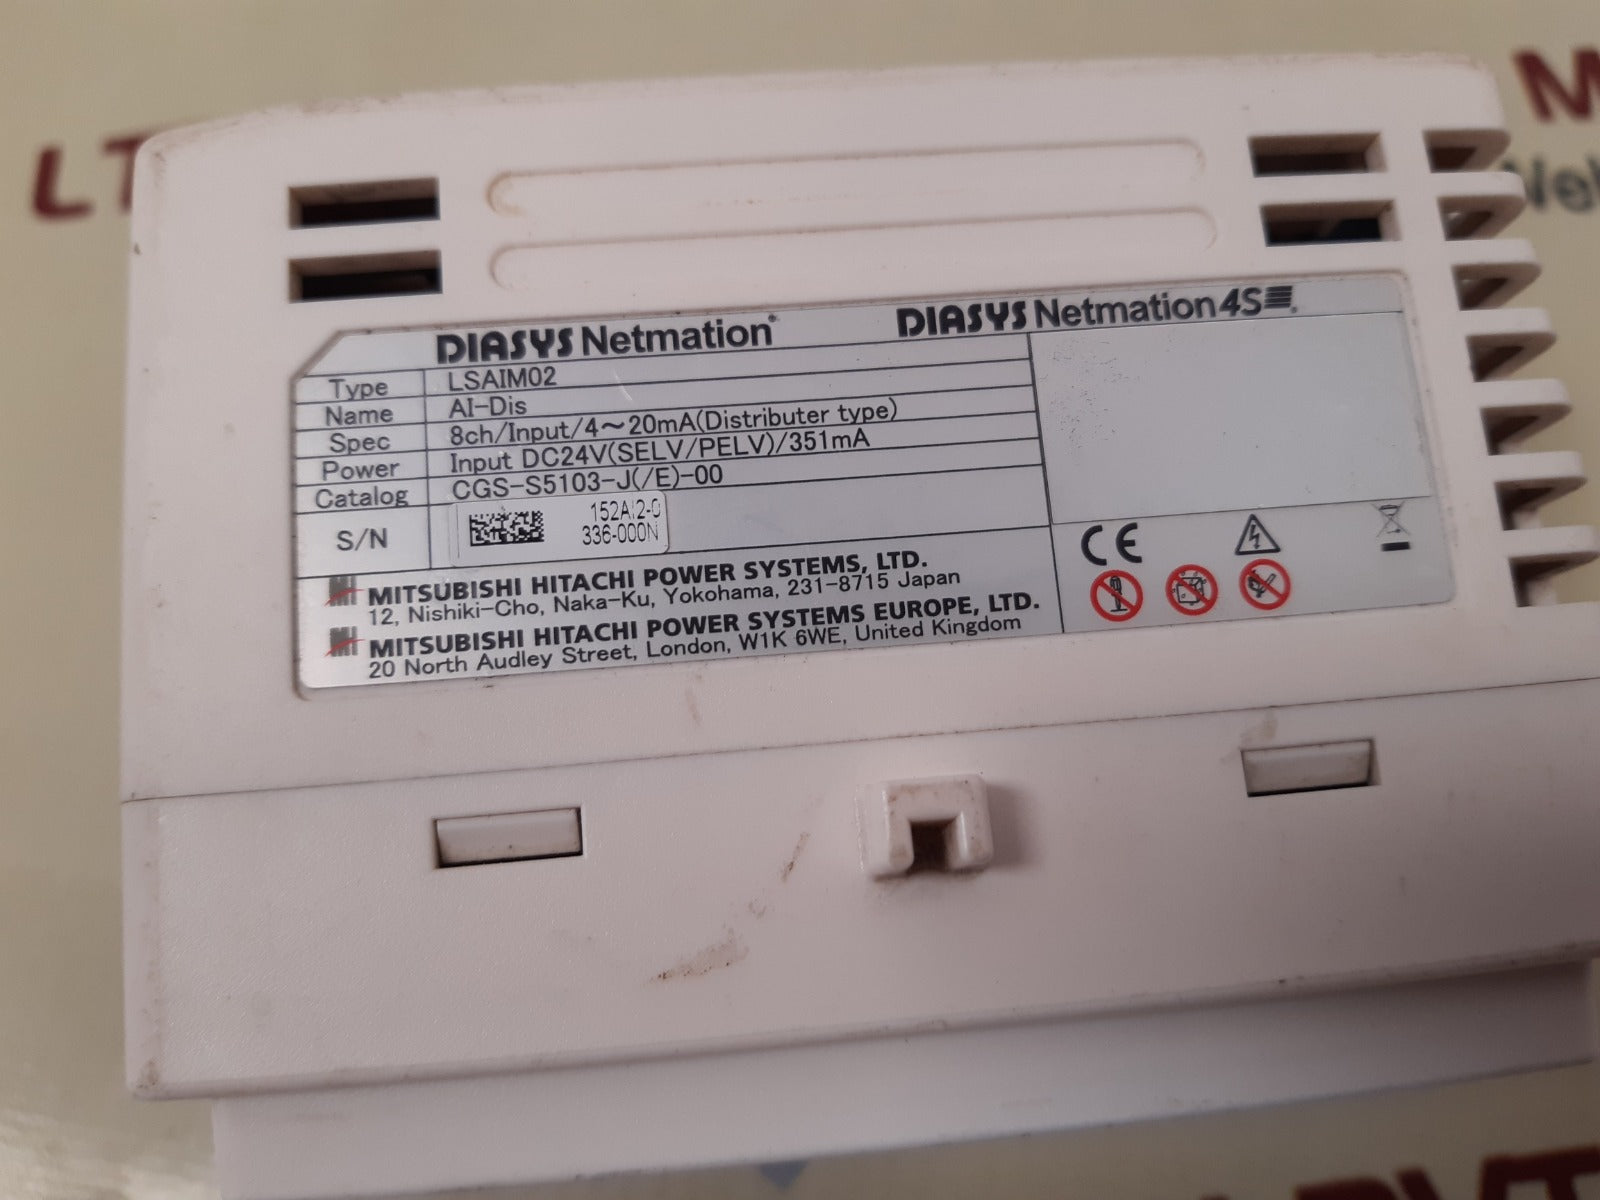 DIASYS Netmation® DIASYS Netmation4S
Type LSAIM02
Name AI-Dis
Spec 8ch/Input/4～20mA(Distributer type)
Power Input DC24V(SELV/PELV)/351mA
Catalog CGS-S5103-J(/E)-00
S/N
336-000N
MITSUBISHI HITACHI POWER SYSTEMS, LTD.
12, Nishiki-Cho, Naka-Ku, Yokohama, 231-8715 Japan
MITSUBISHI HITACHI POWER SYSTEMS EUROPE, LTD.
20 North Audley Street, London, W1K 6WE, United Kingdom
CE